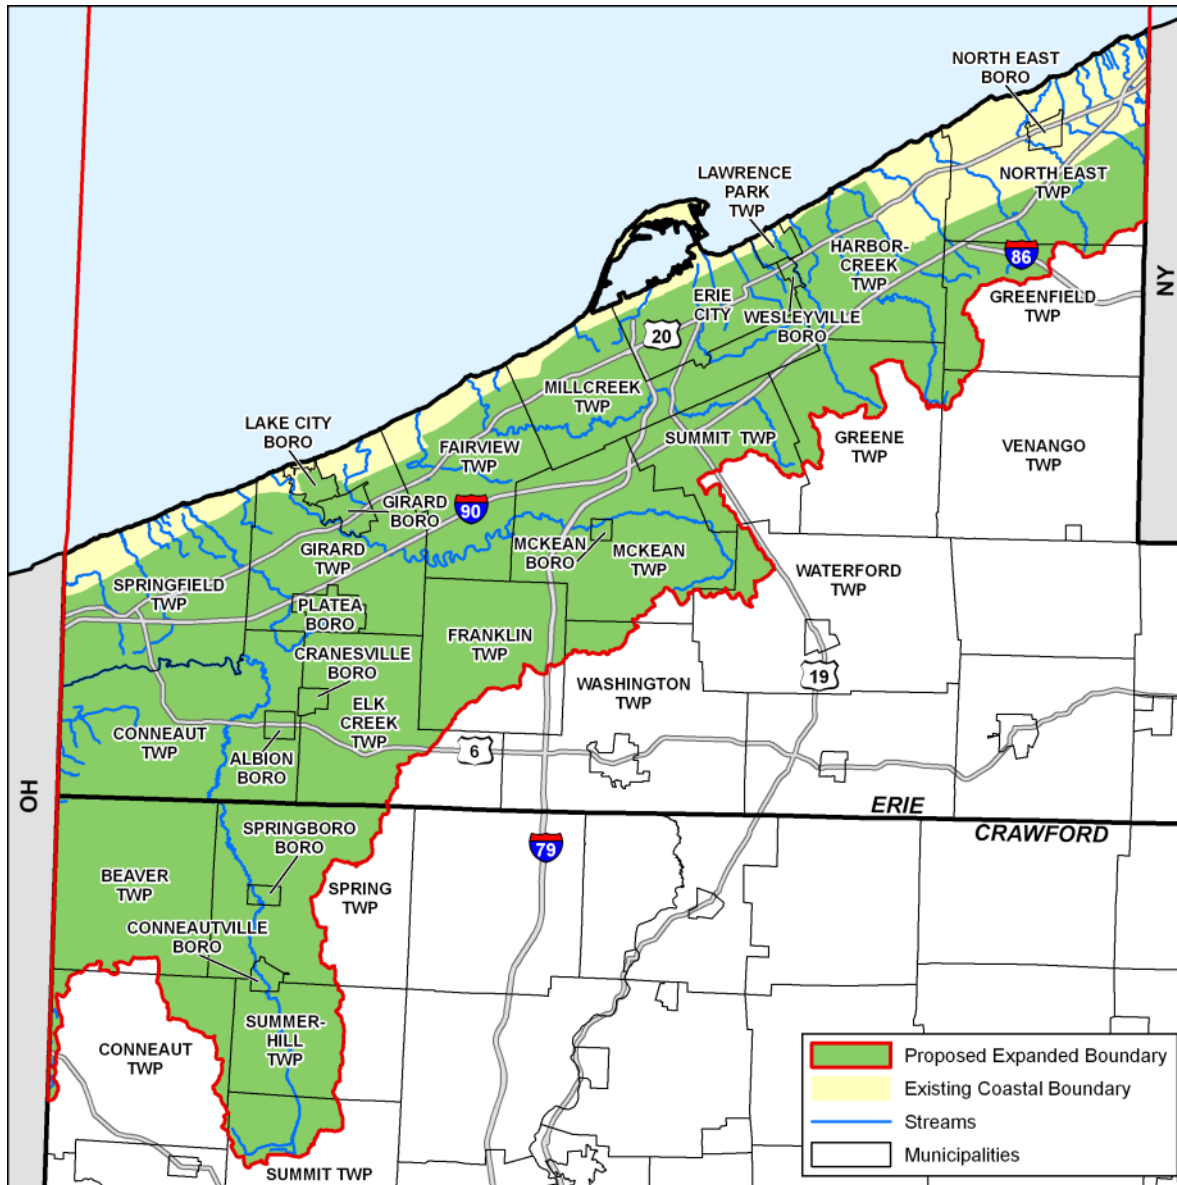 NORTH EAST
BORO
LAWRENCE
PARK
TWP
NORTH EAST
TWP
HARBOR-
CREEK
TWP
86
NY
ERIE
CITY
WESLEYVILLE
BORO
GREENFIELD
TWP
20
MILLCREEK
TWP
LAKE CITY
BORO
FAIRVIEW
TWP
SUMMIT TWP
GREENE
TWP
VENANGO
TWP
GIRARD
BORO
90
GIRARD
TWP
MCKEAN
BORO
MCKEAN
TWP
WATERFORD
TWP
SPRINGFIELD
TWP
PLATEA
BORO
FRANKLIN
TWP
CRANESVILLE
BORO
19
WASHINGTON
TWP
ELK
CREEK
TWP
CONNEAUT
TWP
6
ALBION
BORO
OH
ERIE
CRAWFORD
SPRINGBORO
BORO
79
BEAVER
TWP
SPRING
TWP
CONNEAUTVILLE
BORO
SUMMER-
HILL
TWP
CONNEAUT
TWP
SUMMIT TWP
Proposed Expanded Boundary
Existing Coastal Boundary
Streams
Municipalities